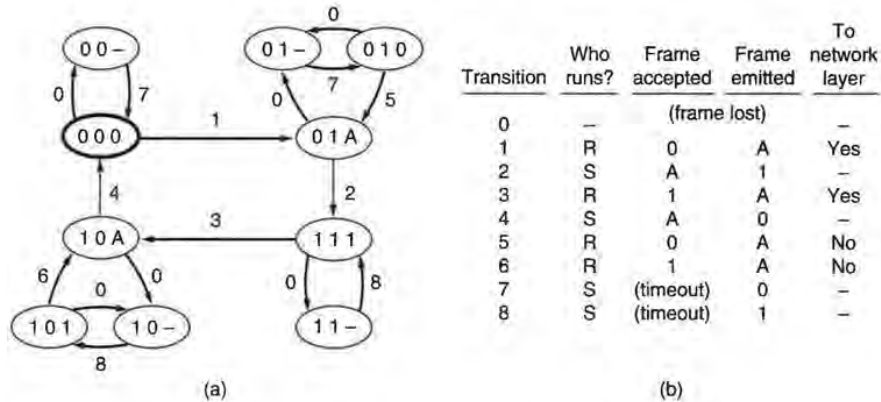 0 0 – 0 1 – 0 1 0
0
7
0 7
0 5
0 0 0 1 0 1 A
4 2
1 0 A 3 1 1 1
6 0 0 8
0
1 0 1 1 0 – 1 1 –
8
(a)
Transition Who runs? Frame accepted Frame emitted To network layer
0 – (frame lost) –
1 R 0 A Yes
2 S A 1 –
3 R 1 A Yes
4 S A 0 –
5 R 0 A No
6 R 1 A No
7 S (timeout) 0 –
8 S (timeout) 1 –
(b)